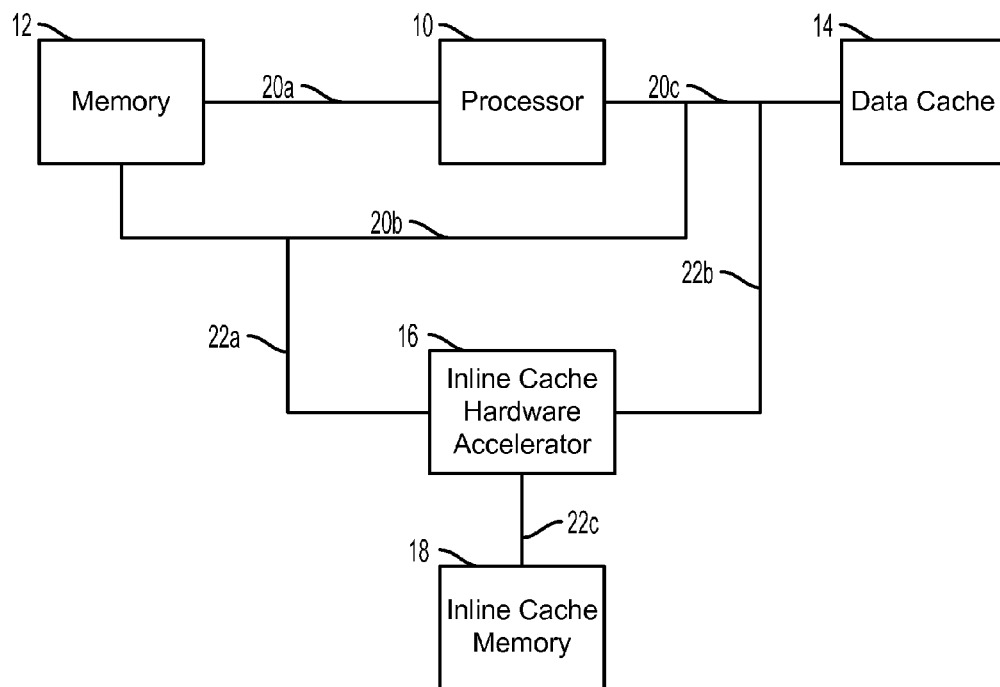 12
10
14
Memory
20a
Processor
20c
Data Cache
20b
22b
22a
16
Inline Cache
Hardware
Accelerator
22c
18
Inline Cache
Memory